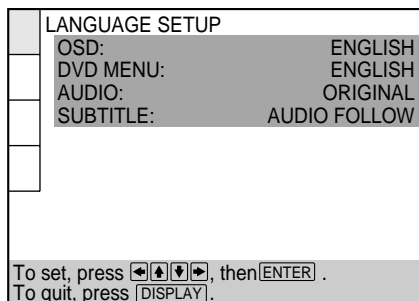 LANGUAGE SETUP
OSD: ENGLISH
DVD MENU: ENGLISH
AUDIO: ORIGINAL
SUBTITLE: AUDIO FOLLOW
To set, press ←↑↓→, then ENTER .
To quit, press DISPLAY.